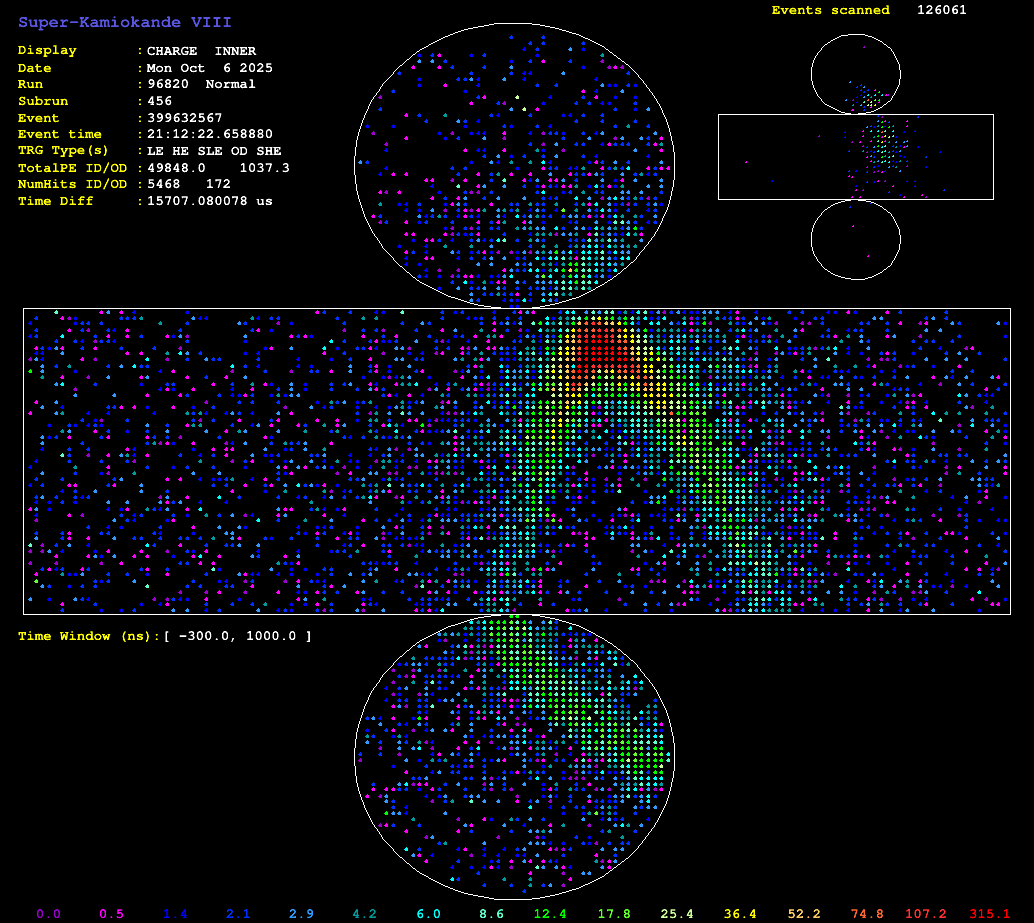 Super-Kamiokande VIII
Events scanned 126061
Display : CHARGE INNER
Date : Mon Oct 6 2025
Run : 96820 Normal
Subrun : 456
Event : 399632567
Event time : 21:12:22.658880
TRG Type(s) : LE HE SLE OD SHE
TotalPE ID/OD : 49848.0 1037.3
NumHits ID/OD : 5468 172
Time Diff : 15707.080078 us
Time Window (ns):[ -300.0, 1000.0 ]
0.0 0.5 1.4 2.1 2.9 4.2 6.0 8.6 12.4 17.8 25.4 36.4 52.2 74.8 107.2 315.1